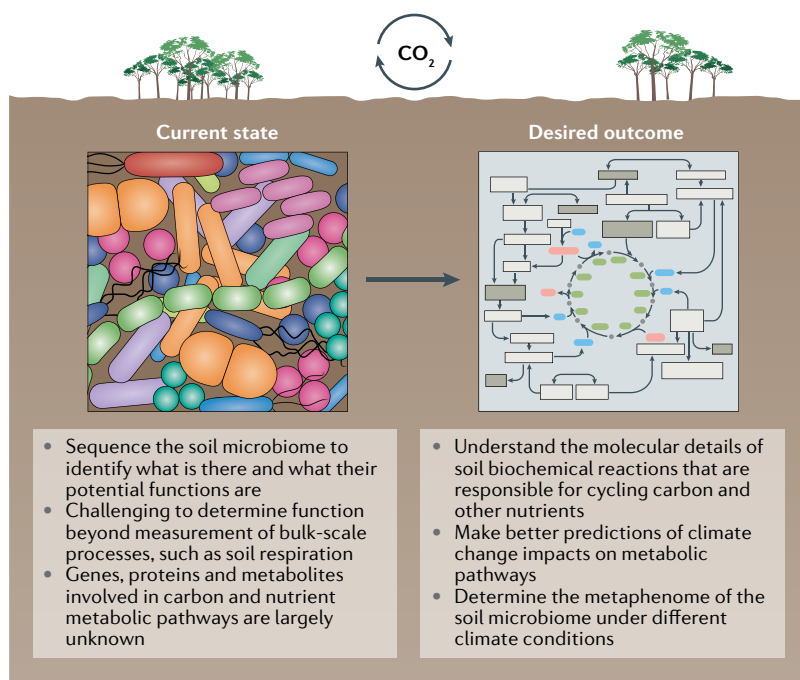 CO₂
Current state
Desired outcome
• Sequence the soil microbiome to
identify what is there and what their
potential functions are
• Challenging to determine function
beyond measurement of bulk-scale
processes, such as soil respiration
• Genes, proteins and metabolites
involved in carbon and nutrient
metabolic pathways are largely
unknown
• Understand the molecular details of
soil biochemical reactions that are
responsible for cycling carbon and
other nutrients
• Make better predictions of climate
change impacts on metabolic
pathways
• Determine the metaphenome of the
soil microbiome under different
climate conditions